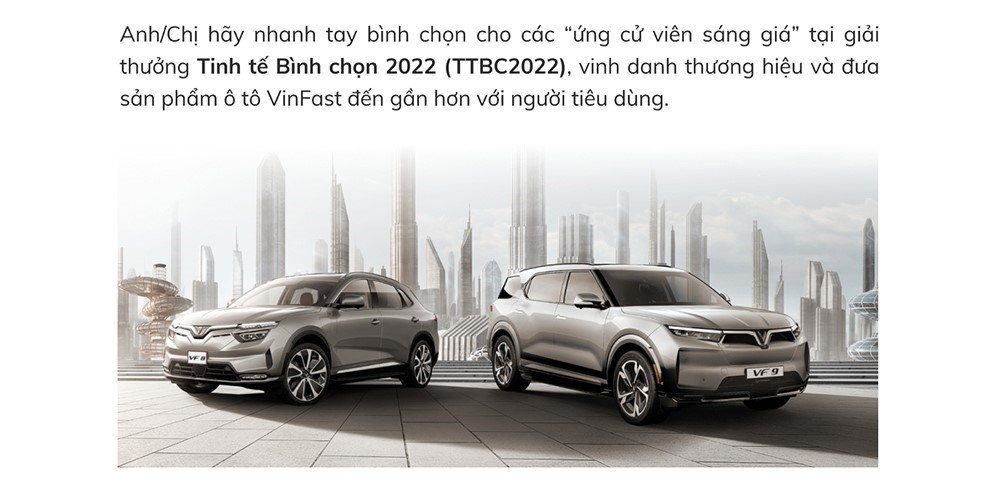 Anh/Chị hãy nhanh tay bình chọn cho các “ứng cử viên sáng giá” tại giải
thưởng Tinh tế Bình chọn 2022 (TTBC2022), vinh danh thương hiệu và đưa
sản phẩm ô tô VinFast đến gần hơn với người tiêu dùng.
VF 8
VF 9